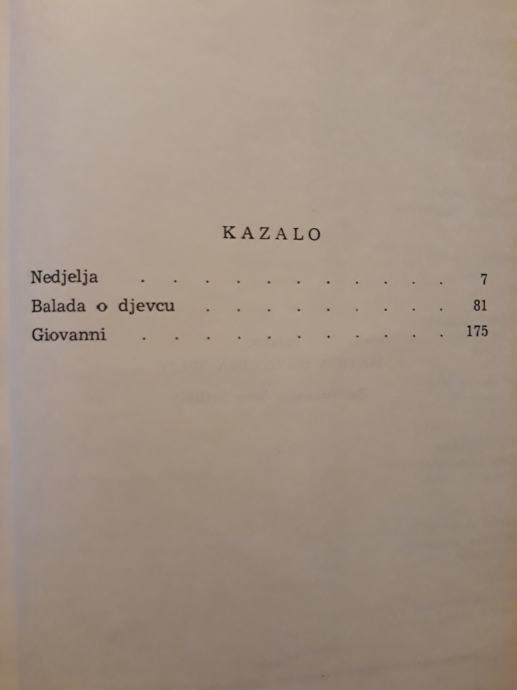 KAZALO
Nedjelja . . . . . . . . . . 7
Balada o djevcu . . . . . . . . 81
Giovanni . . . . . . . . . . 175